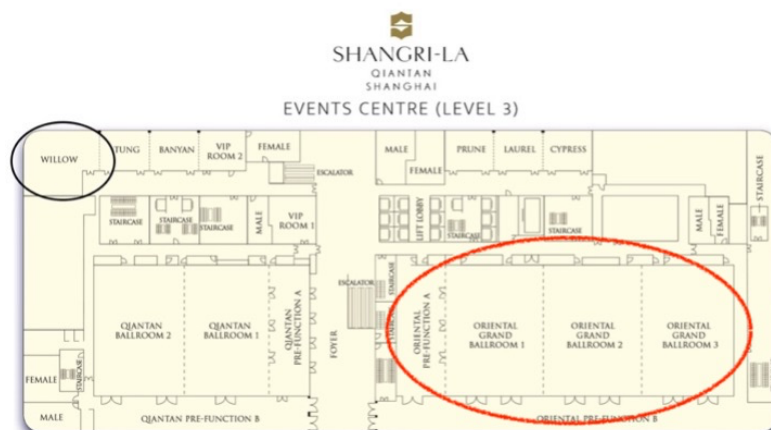 SHANGRI-LA
QIANTAN
SHANGHAI
EVENTS CENTRE (LEVEL 3)
WILLOW
TUNG
BANYAN
VIP
ROOM 2
FEMALE
ESCALATOR
MALE
FEMALE
PRUNE
LAUREL
CYPRESS
STAIRCASE
STAIRCASE
STAIRCASE
STAIRCASE
MALE
VIP
ROOM 1
LIFT LOBBY
STAIRCASE
MALE
FEMALE
QIANTAN
BALLROOM 2
QIANTAN
BALLROOM 1
QIANTAN
PRE-FUNCTION A
FOYER
ESCALATOR
STAIRCASE
ORIENTAL
PRE-FUNCTION A
ORIENTAL
GRAND
BALLROOM 1
ORIENTAL
GRAND
BALLROOM 2
ORIENTAL
GRAND
BALLROOM 3
FEMALE
STAIRCASE
MALE
QIANTAN PRE-FUNCTION B
ORIENTAL PRE-FUNCTION B